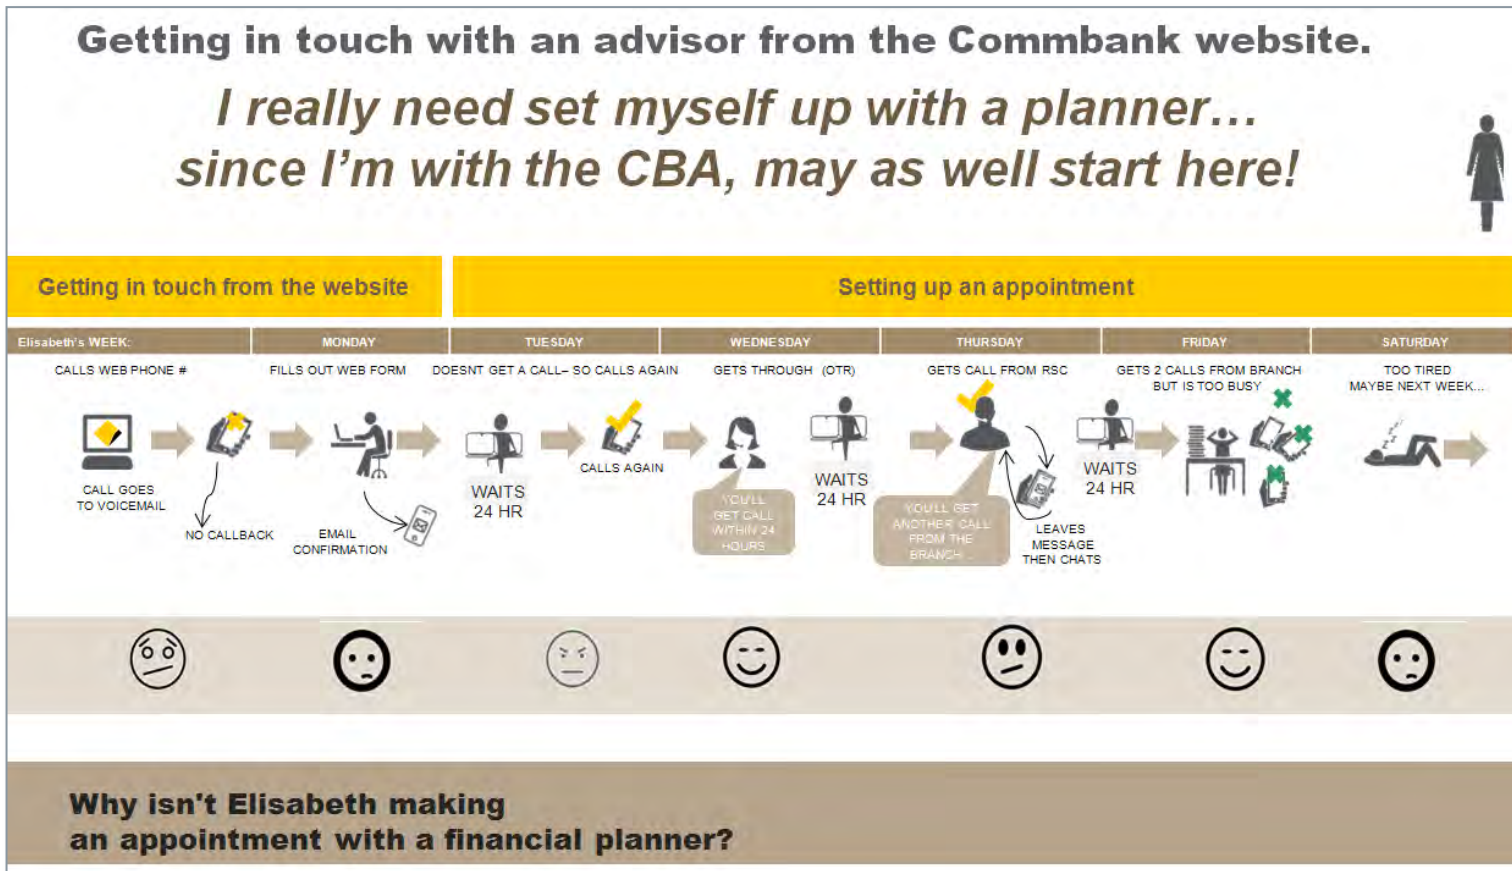 Getting in touch with an advisor from the Commbank website.
I really need set myself up with a planner…
since I'm with the CBA, may as well start here!
Getting in touch from the website
Setting up an appointment
Elisabeth's WEEK:
MONDAY
TUESDAY
WEDNESDAY
THURSDAY
FRIDAY
SATURDAY
CALLS WEB PHONE #
FILLS OUT WEB FORM
DOESNT GET A CALL– SO CALLS AGAIN
GETS THROUGH (OTR)
GETS CALL FROM RSC
GETS 2 CALLS FROM BRANCH
BUT IS TOO BUSY
TOO TIRED
MAYBE NEXT WEEK...
CALL GOES
TO VOICEMAIL
NO CALLBACK
EMAIL
CONFIRMATION
WAITS
24 HR
CALLS AGAIN
YOU'LL
GET CALL
WITHIN 24
HOURS
WAITS
24 HR
YOU'LL GET
ANOTHER CALL
FROM THE
BRANCH...
LEAVES
MESSAGE
THEN CHATS
WAITS
24 HR
Why isn't Elisabeth making
an appointment with a financial planner?